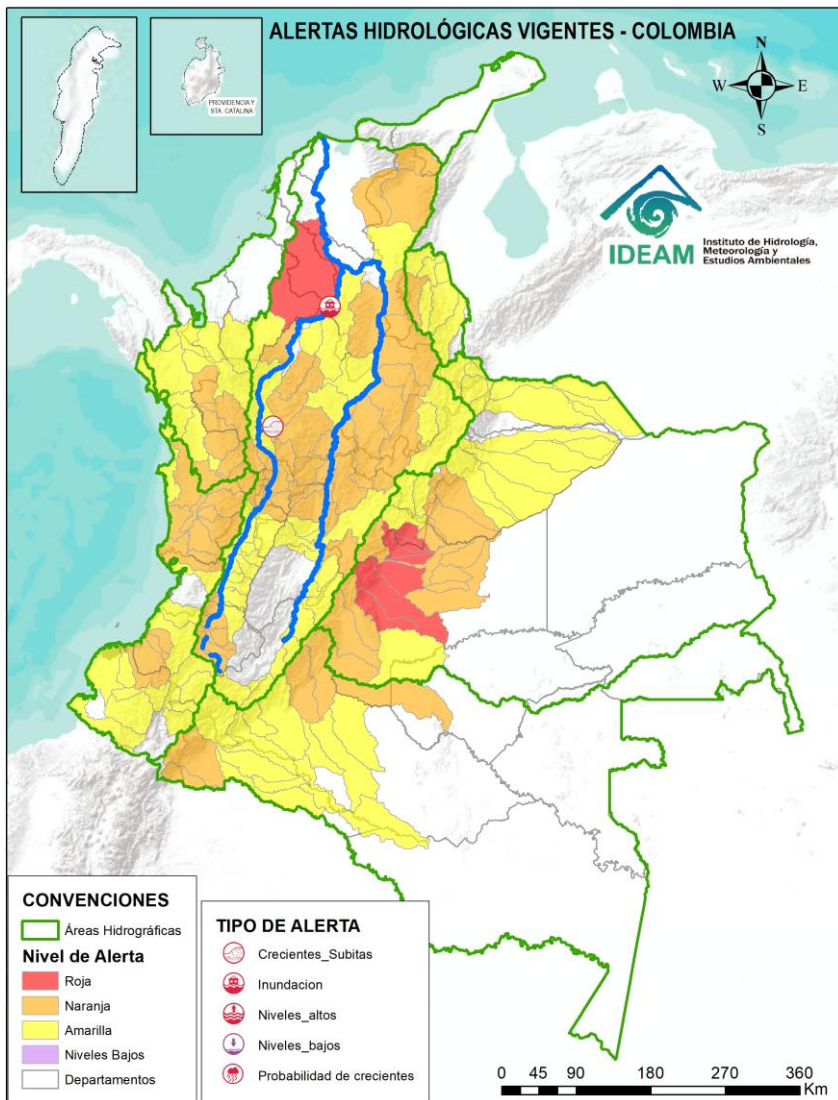 ALERTAS HIDROLÓGICAS VIGENTES - COLOMBIA
PROVIDENCIA Y
STA. CATALINA
N
W
E
S
IDEAM
Instituto de Hidrología,
Meteorología y
Estudios Ambientales
CONVENCIONES
Áreas Hidrográficas
Nivel de Alerta
Roja
Naranja
Amarilla
Niveles Bajos
Departamentos
TIPO DE ALERTA
Crecientes_Subitas
Inundacion
Niveles_altos
Niveles_bajos
Probabilidad de crecientes
0 45 90 180 270 360
Km